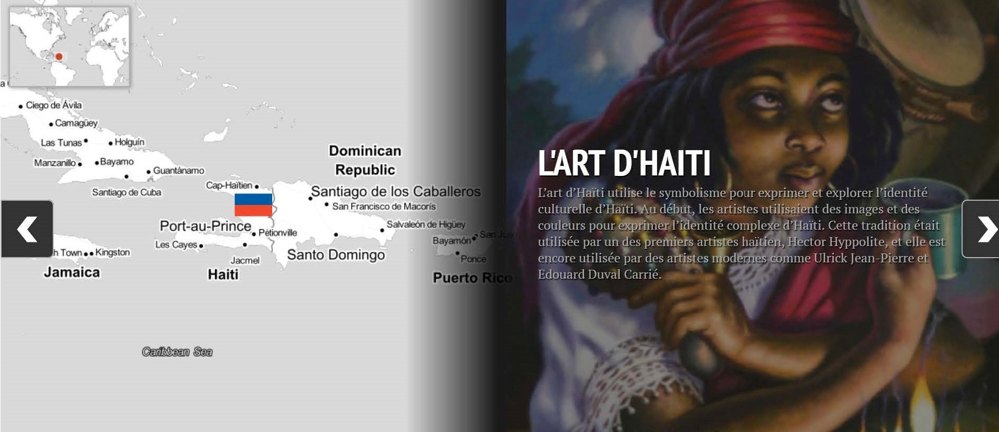 a
Ciego de Ávila
Camagüey
Las Tunas
Holguín
Manzanillo
Bayamo
Guantánamo
Santiago de Cuba
Cap-Haïtien
Dominican
Republic
Santiago de los Caballeros
San Francisco de Macorís
Port-au-Prince
Pétionville
Salvaleón de Higüey
Les Cayes
Jacmel
Santo Domingo
Bayamón
San Ju
Ponce
h Town
Kingston
Jamaica
Haiti
Puerto Rico
Caribbean Sea
L'ART D'HAITI
L’art d’Haïti utilise le symbolisme pour exprimer et explorer l’identité
culturelle d’Haïti. Au début, les artistes utilisaient des images et des
couleurs pour exprimer l’identité complexe d’Haïti. Cette tradition était
utilisée par un des premiers artistes haïtien, Hector Hyppolite, et elle est
encore utilisée par des artistes modernes comme Ulrick Jean-Pierre et
Edouard Duval Carrié.